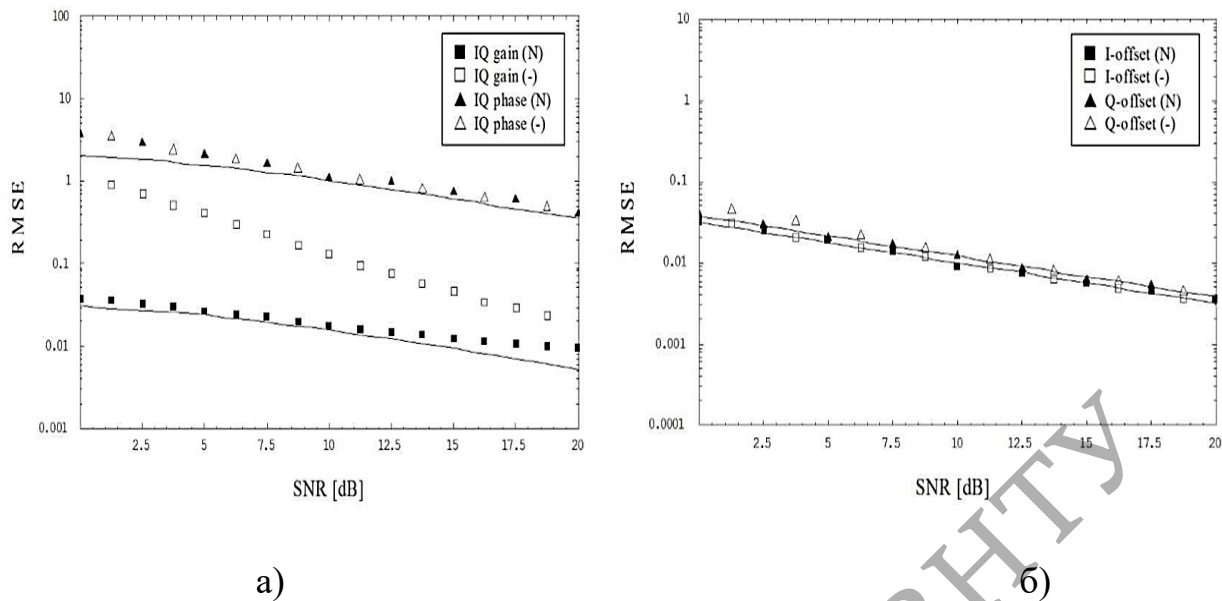 100
10
1
0.1
0.01
0.001
RMSE
IQ gain (N)
IQ gain (-)
IQ phase (N)
IQ phase (-)
2.5 5 7.5 10 12.5 15 17.5 20
SNR [dB]
а)
10
1
0.1
0.01
0.001
0.0001
RMSE
I-offset (N)
I-offset (-)
Q-offset (N)
Q-offset (-)
2.5 5 7.5 10 12.5 15 17.5 20
SNR [dB]
б)